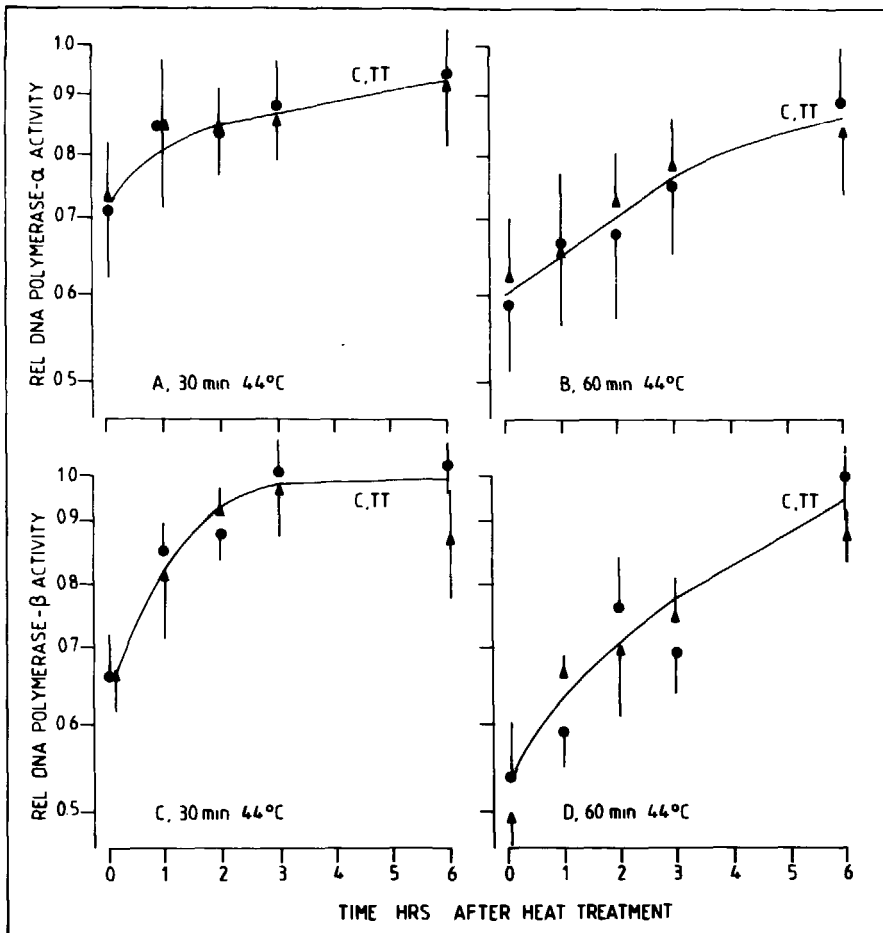 REL DNA POLYMERASE-α ACTIVITY
1.0
0.9
0.8
0.7
0.6
0.5
C,TT
A, 30 min 44°C
C,TT
B, 60 min 44°C
REL DNA POLYMERASE-β ACTIVITY
1.0
0.9
0.8
0.7
0.6
0.5
C,TT
C, 30 min 44°C
0 1 2 3 4 5 6
C,TT
D, 60 min 44°C
0 1 2 3 4 5 6
TIME HRS AFTER HEAT TREATMENT